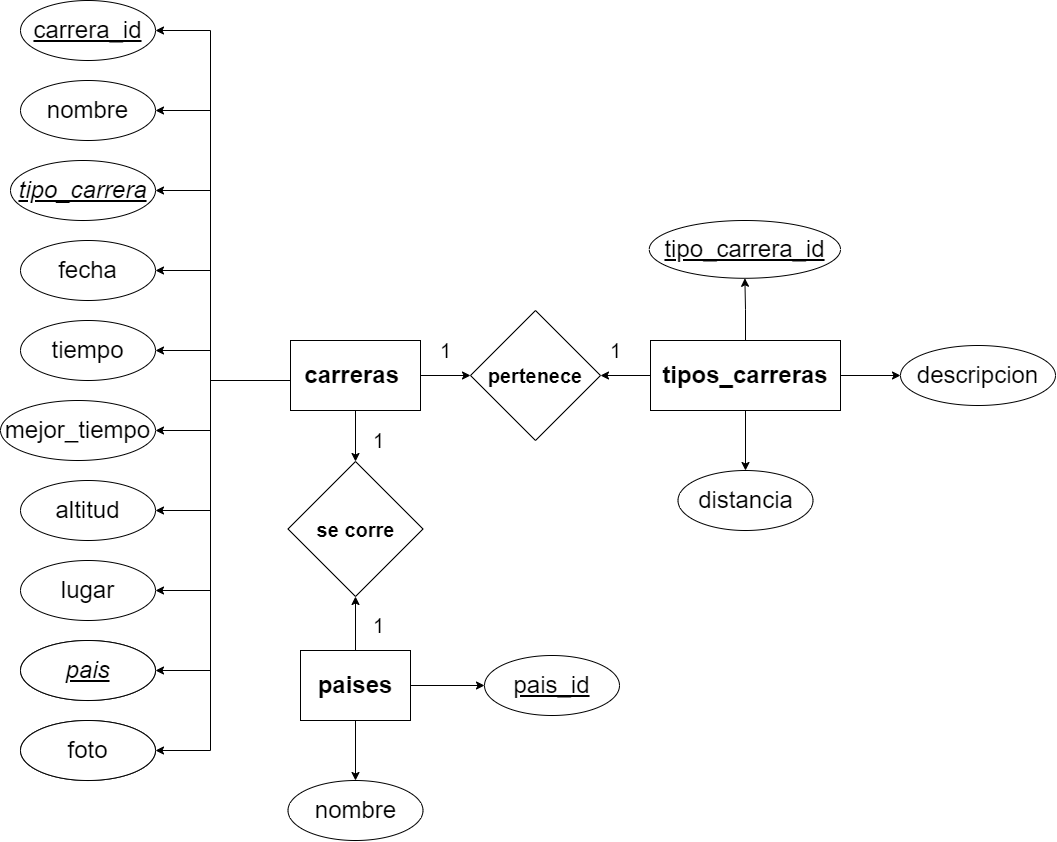 carrera_id
nombre
tipo_carrera
fecha
tiempo
mejor_tiempo
altitud
lugar
pais
foto
carreras
1
pertenece
1
tipos_carreras
tipo_carrera_id
descripcion
distancia
1
se corre
1
paises
pais_id
nombre